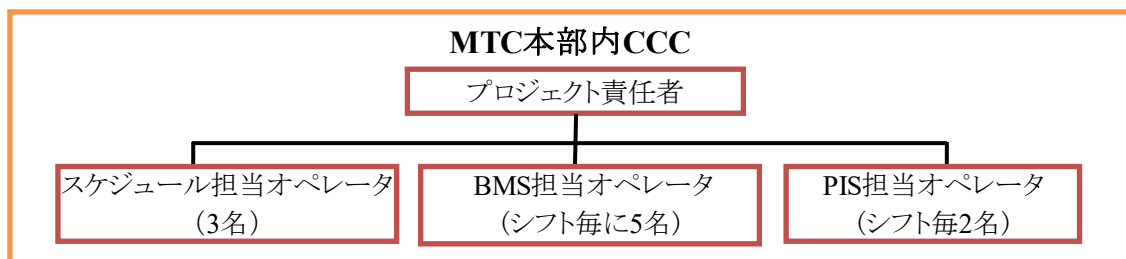 MTC本部内CCC
プロジェクト責任者
スケジュール担当オペレータ
（3名）
BMS担当オペレータ
（シフト毎に5名）
PIS担当オペレータ
（シフト毎2名）